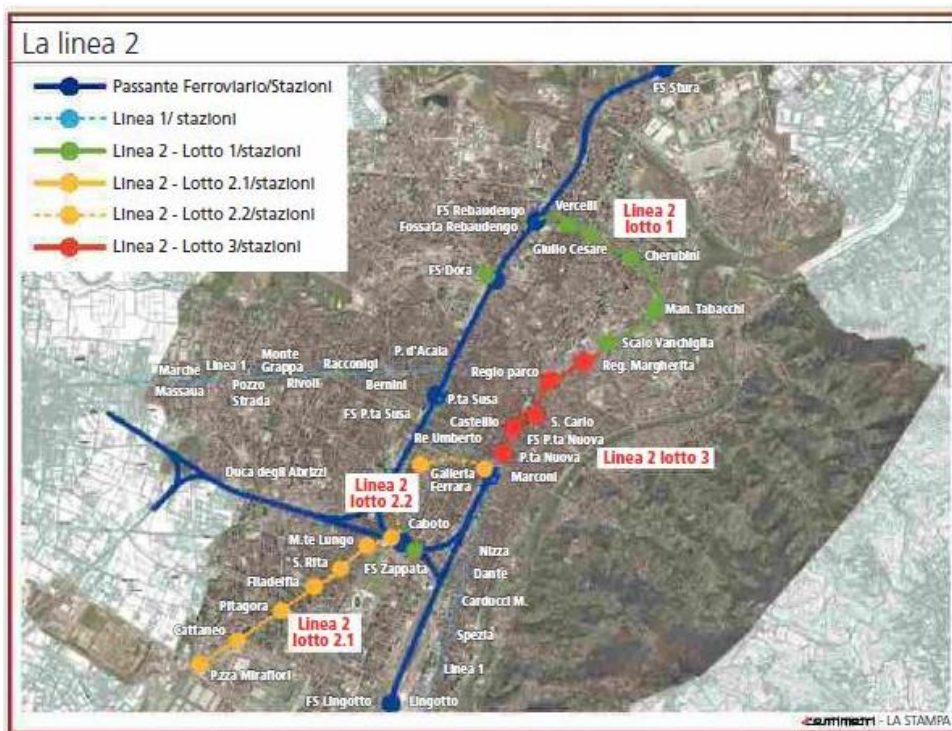 La linea 2
Passante Ferroviario/Stazioni
Linea 1/ stazioni
Linea 2 - Lotto 1/stazioni
Linea 2 - Lotto 2.1/stazioni
Linea 2 - Lotto 2.2/stazioni
Linea 2 - Lotto 3/stazioni
FS Stura
FS Rebaudengo
Vercelli
Fossata Rebaudengo
Linea 2
lotto 1
Giulio Cesare
Cherubini
FS Dora
Man. Tabacchi
Scalo Vanchiglia
P. d'Acaia
Reg. Margherita
Marche
Linea 1
Monte
Grappa
Racconigi
Massaua
Pozzo
Strada
Rivoli
Bernini
Regio parco
FS P.ta Susa
P.ta Susa
Castello
S. Carlo
Re Umberto
FS P.ta Nuova
P.ta Nuova
Linea 2 lotto 3
Duca degli Abrizzi
Galleria
Ferrara
Marconi
Linea 2
lotto 2.2
Caboto
M.te Lungo
Nizza
S. Rita
FS Zappata
Filadelfia
Dante
Pitagora
Carducci M.
Cattaneo
Linea 2
lotto 2.1
Spezia
P.zza Mirafiori
Linea 1
FS Lingotto
Lingotto
centimetri - LA STAMPA